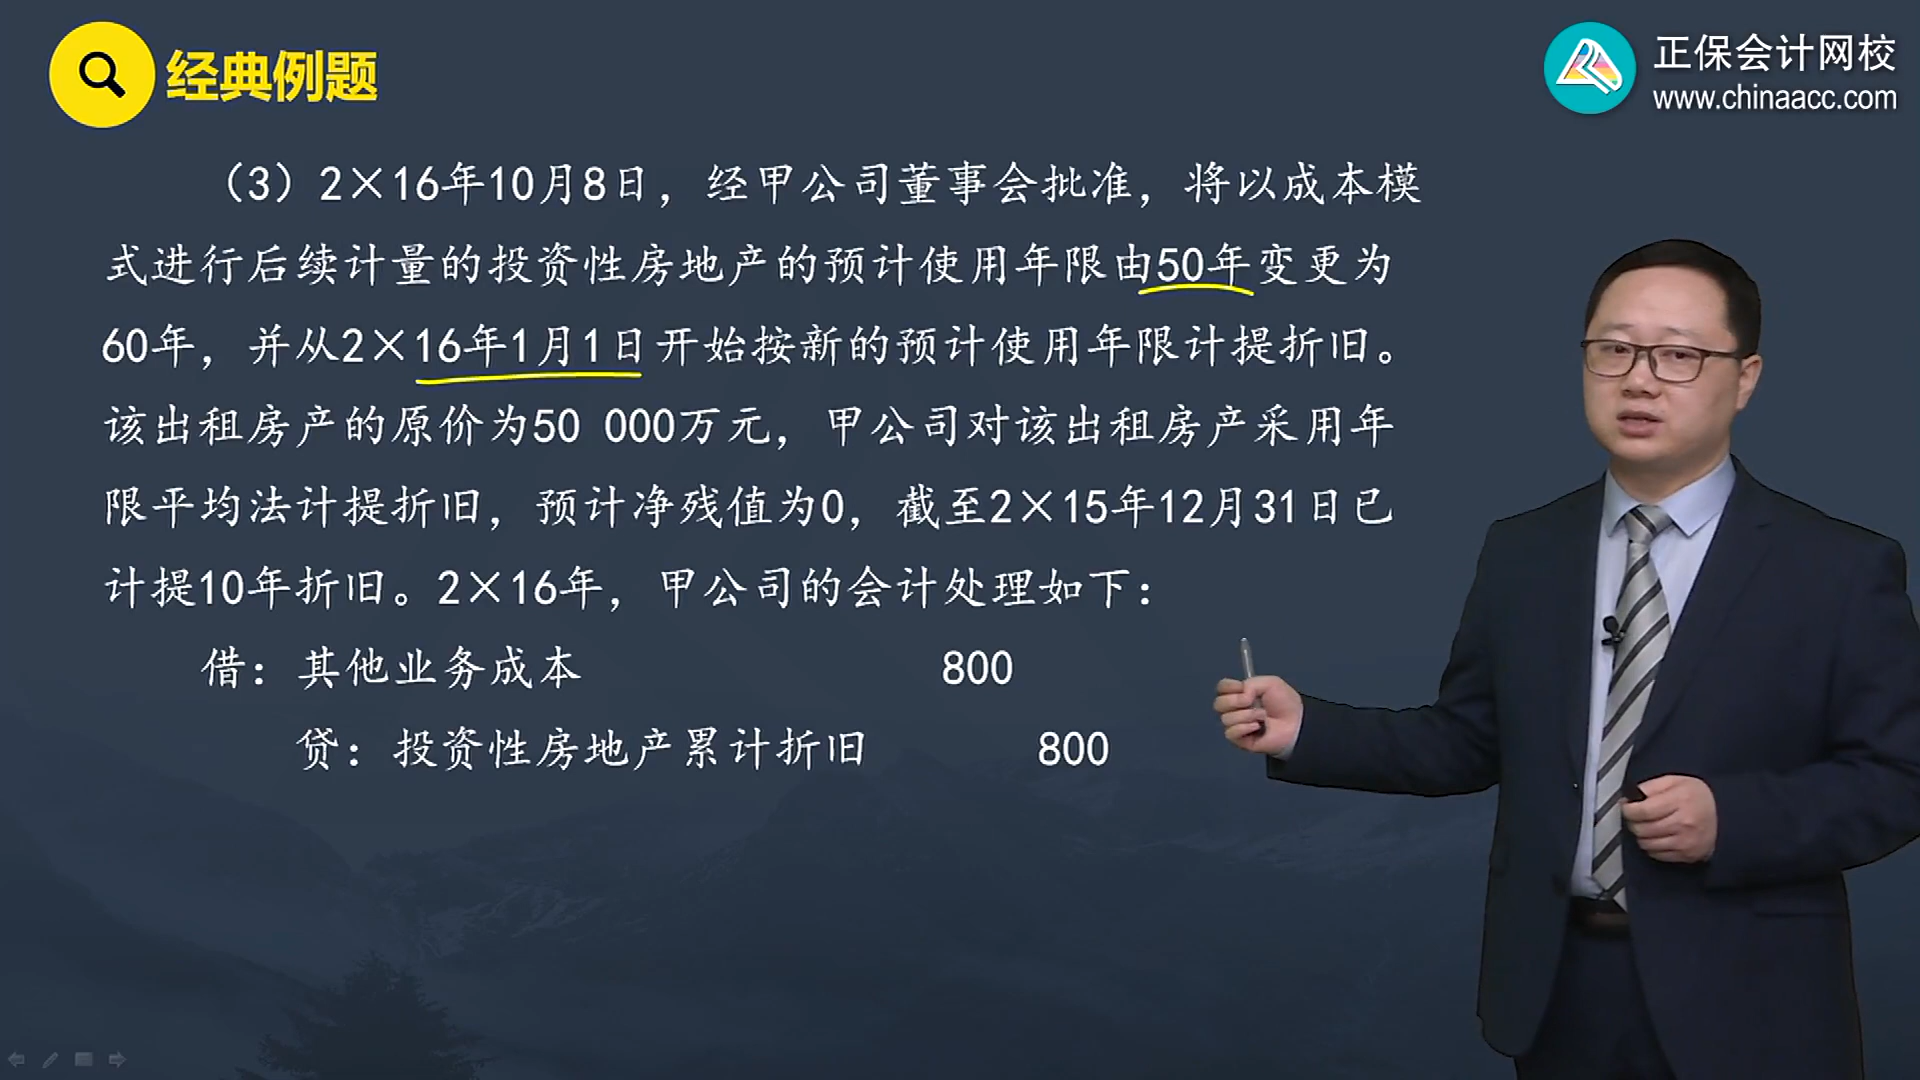 经典例题
正保会计网校
www.chinaacc.com
（3）2×16年10月8日，经甲公司董事会批准，将以成本模
式进行后续计量的投资性房地产的预计使用年限由50年变更为
60年，并从2×16年1月1日开始按新的预计使用年限计提折旧。
该出租房产的原价为50 000万元，甲公司对该出租房产采用年
限平均法计提折旧，预计净残值为0，截至2×15年12月31日已
计提10年折旧。2×16年，甲公司的会计处理如下：
借：其他业务成本 800
贷：投资性房地产累计折旧 800